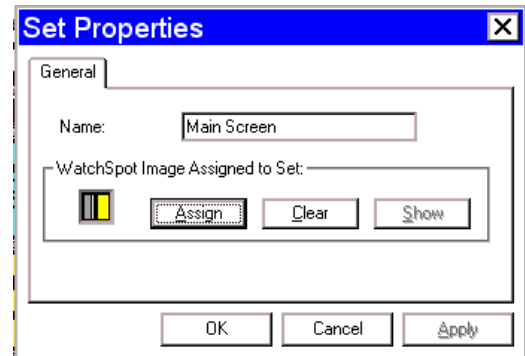 Set Properties
General
Name: Main Screen
WatchSpot Image Assigned to Set:
Assign Clear Show
OK Cancel Apply